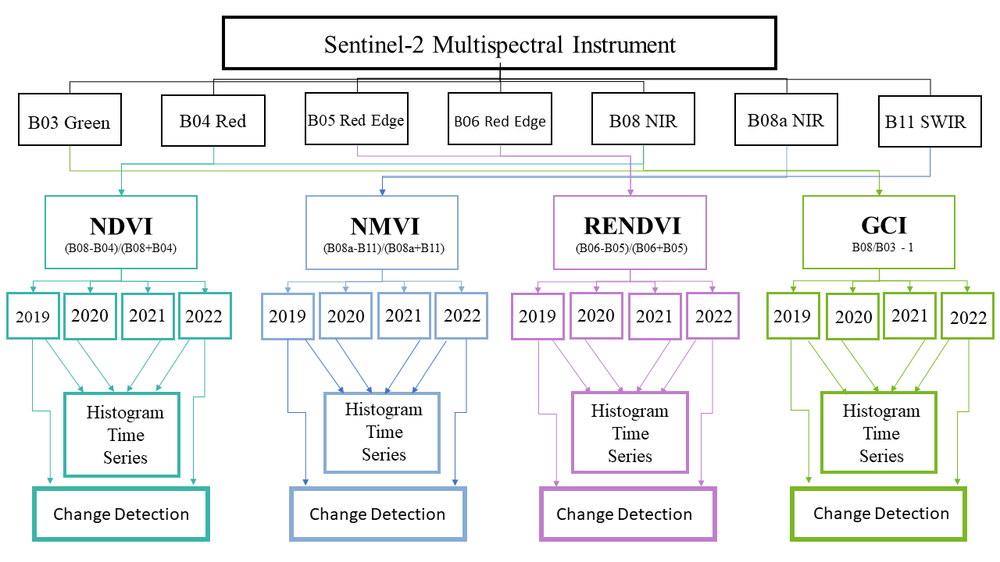 Sentinel-2 Multispectral Instrument
B03 Green
B04 Red
B05 Red Edge
B06 Red Edge
B08 NIR
B08a NIR
B11 SWIR
NDVI
(B08-B04)/(B08+B04)
NMVI
(B08a-B11)/(B08a+B11)
RENDVI
(B06-B05)/(B06+B05)
GCI
B08/B03 - 1
2019
2020
2021
2022
2019
2020
2021
2022
2019
2020
2021
2022
2019
2020
2021
2022
Histogram
Time
Series
Histogram
Time
Series
Histogram
Time
Series
Histogram
Time
Series
Change Detection
Change Detection
Change Detection
Change Detection